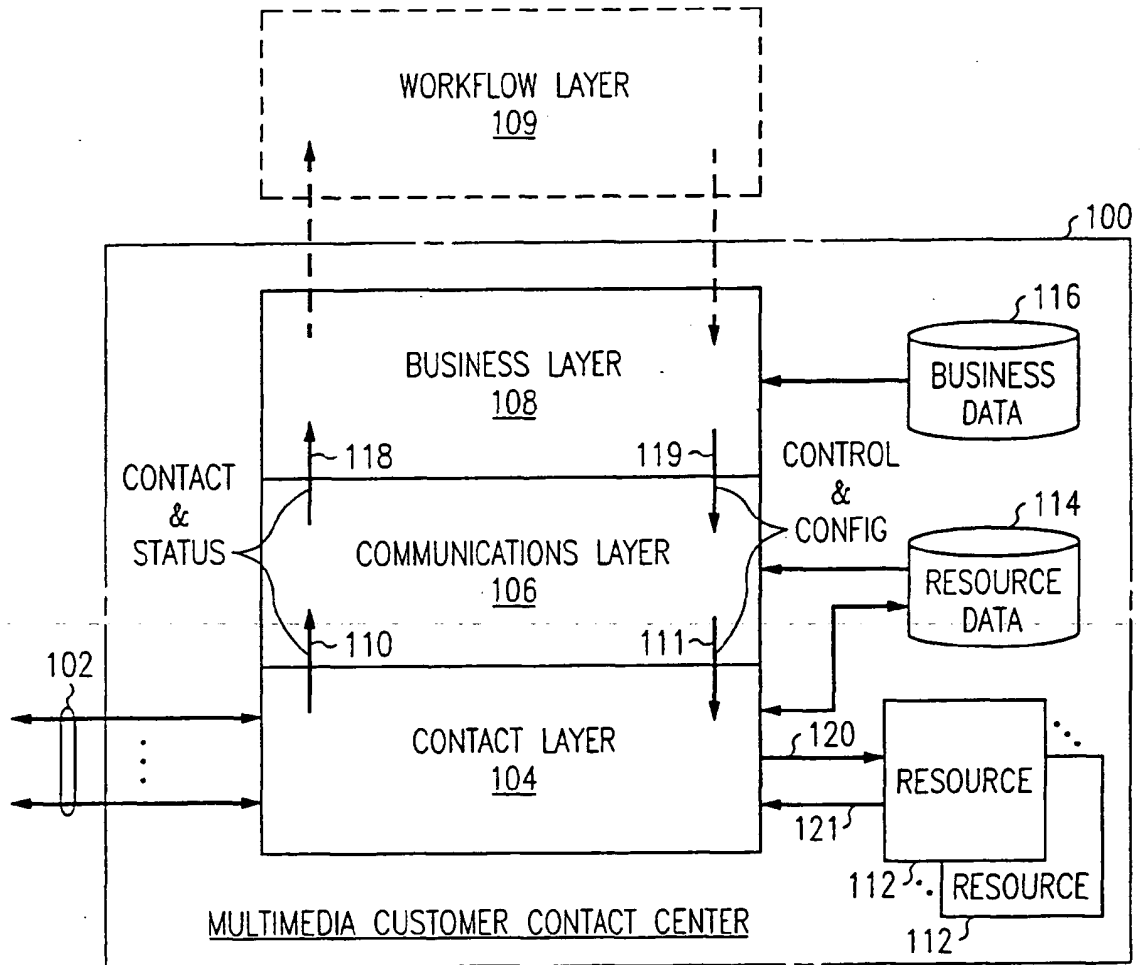 WORKFLOW LAYER
109
100
BUSINESS LAYER
108
116
BUSINESS
DATA
118
119
CONTACT
&
STATUS
CONTROL
&
CONFIG
COMMUNICATIONS LAYER
106
114
RESOURCE
DATA
110
111
102
CONTACT LAYER
104
120
121
RESOURCE
112
RESOURCE
112
MULTIMEDIA CUSTOMER CONTACT CENTER